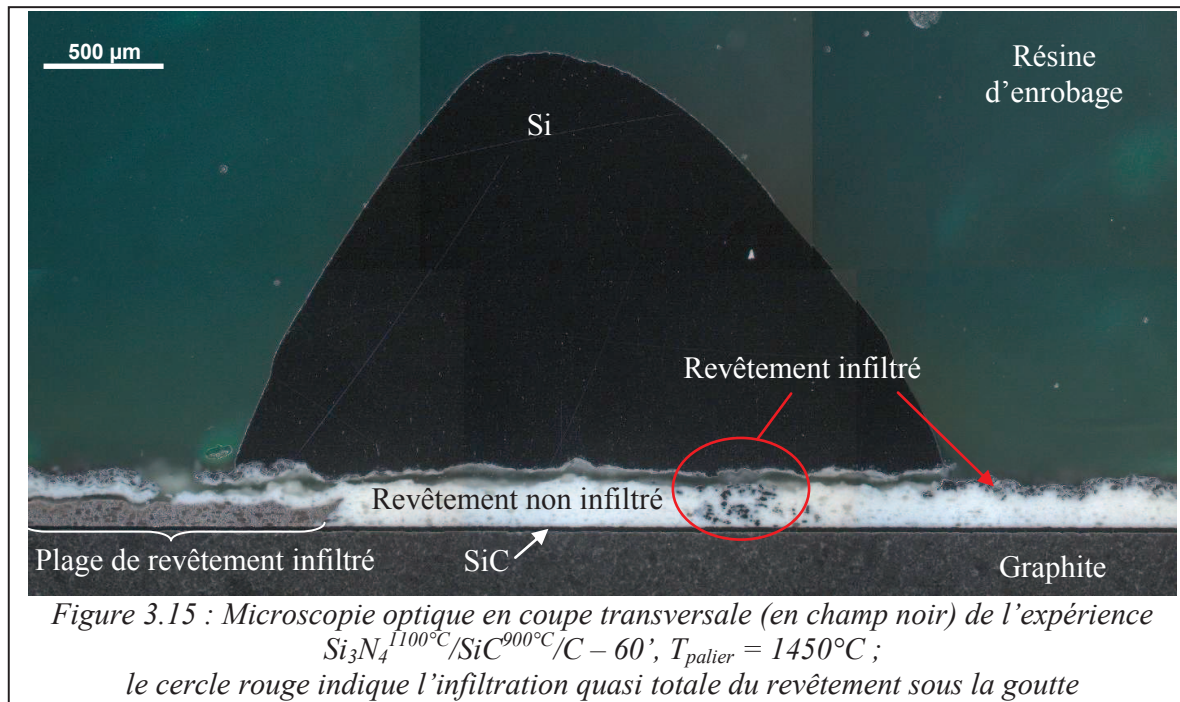 500 µm
Résine
d'enrobage
Si
Revêtement infiltré
Revêtement non infiltré
Plage de revêtement infiltré
SiC
Graphite
Figure 3.15 : Microscopie optique en coupe transversale (en champ noir) de l'expérience
Si₃N₄¹¹⁰⁰°ᶜ/SiC⁹⁰⁰°ᶜ/C – 60', Tpalier = 1450°C ;
le cercle rouge indique l'infiltration quasi totale du revêtement sous la goutte